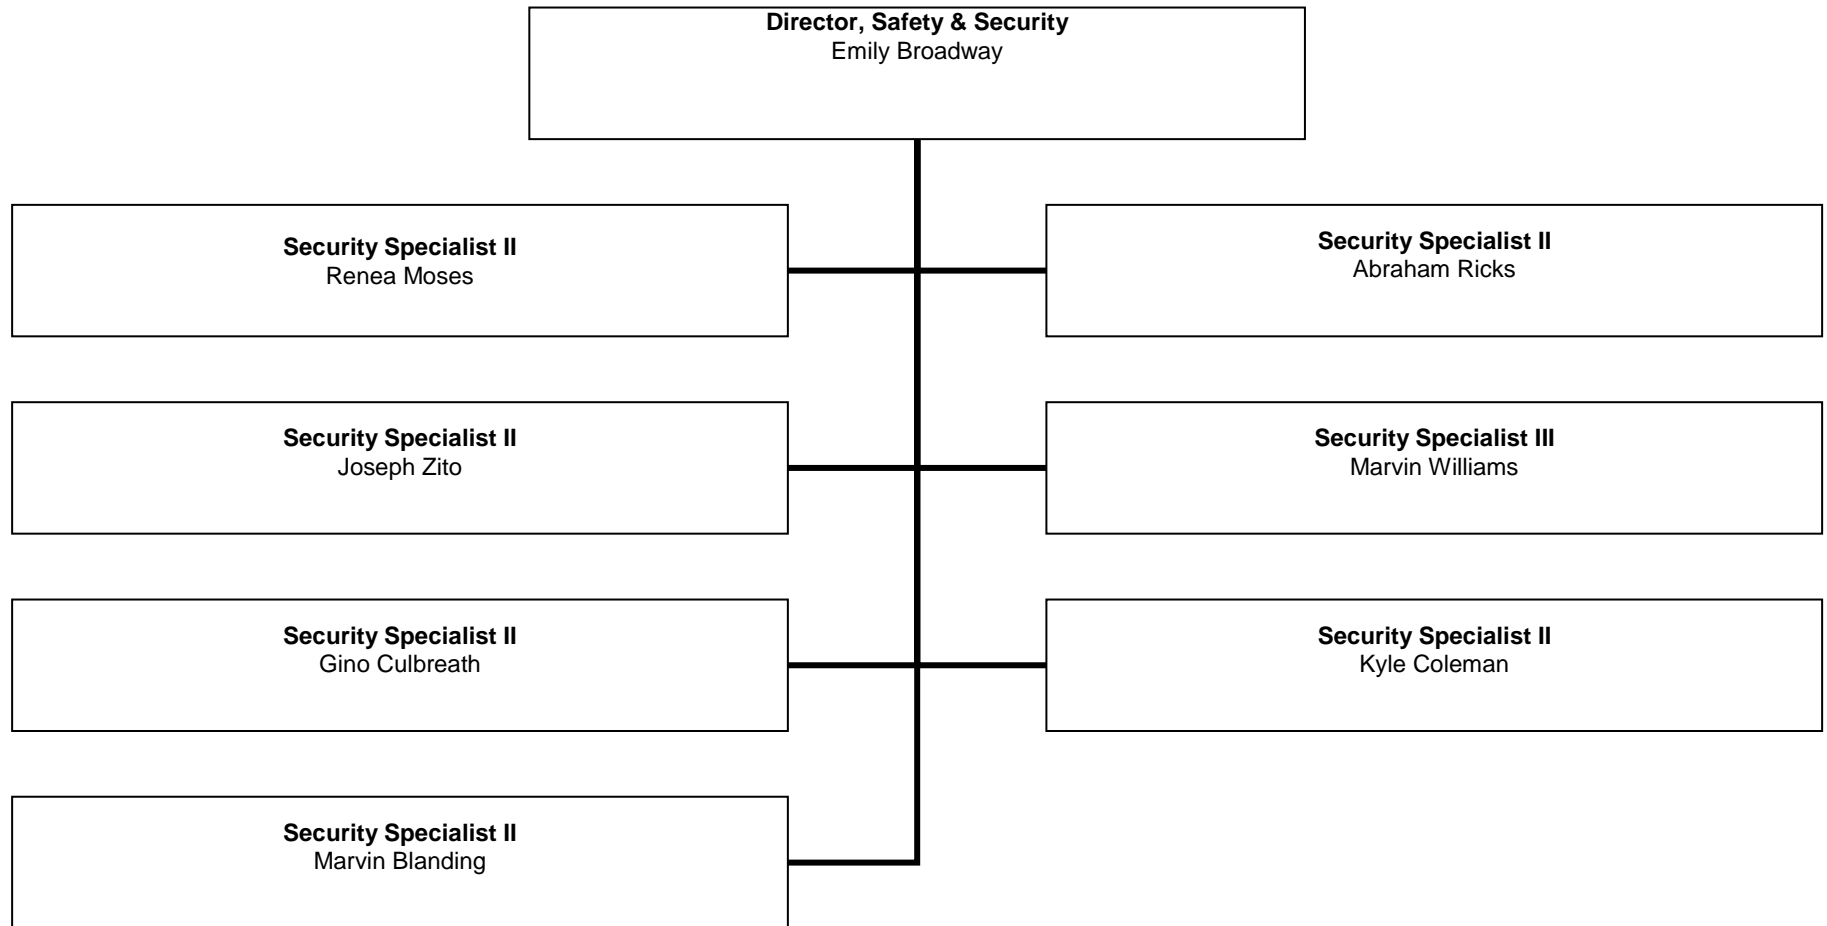 Director, Safety & Security
Emily Broadway
Security Specialist II
Renea Moses
Security Specialist II
Abraham Ricks
Security Specialist II
Joseph Zito
Security Specialist III
Marvin Williams
Security Specialist II
Gino Culbreath
Security Specialist II
Kyle Coleman
Security Specialist II
Marvin Blanding